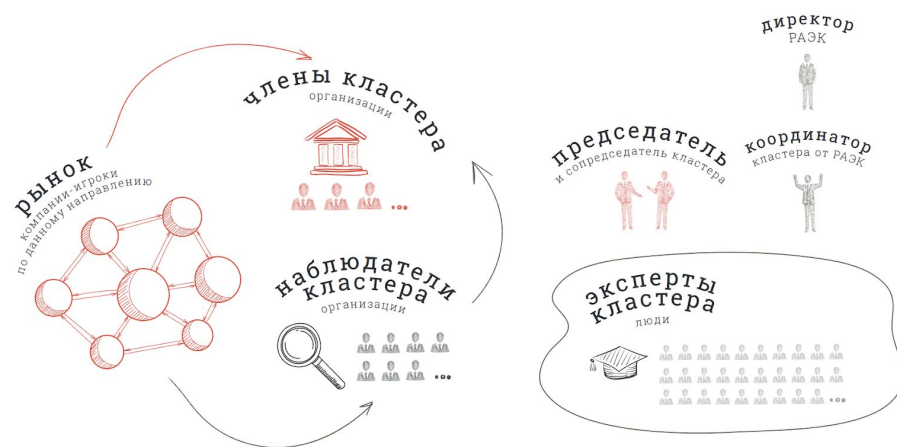 рынок
компании-игроки
по данному направлению
члены кластера
организации
наблюдатели
кластера
организации
председатель
и сопредседатель кластера
директор
РАЭК
координатор
кластера от РАЭК
эксперты
кластера
люди